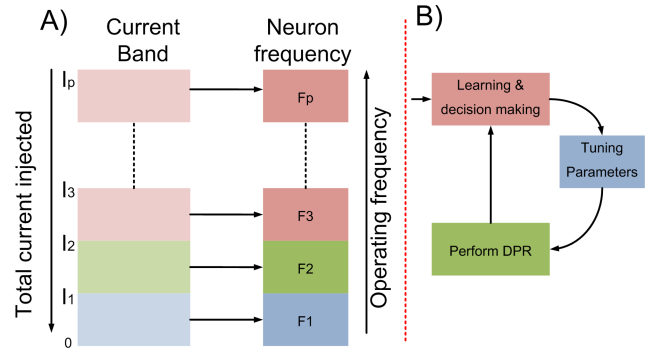 A)
Current
Band
Neuron
frequency
B)
Total current injected
Ip
I3
I2
I1
0
Fp
F3
F2
F1
Operating frequency
Learning &
decision making
Tuning
Parameters
Perform DPR